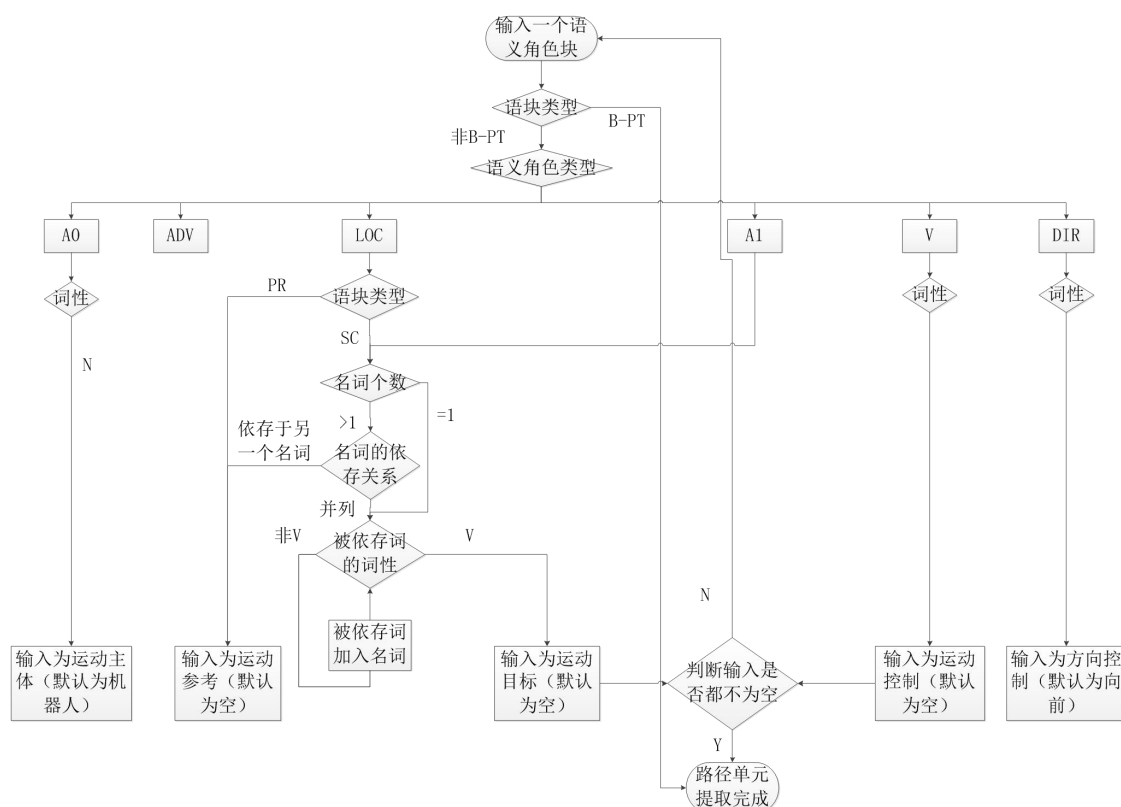 输入一个语
义角色块
语块类型
B-PT
非B-PT
语义角色类型
A0
ADV
LOC
A1
V
DIR
词性
PR
语块类型
词性
词性
N
SC
名词个数
=1
>1
依存于另
一个名词
名词的依
存关系
并列
非V
被依存词
的词性
V
N
被依存词
加入名词
输入为运动主
体（默认为机
器人）
输入为运动
参考（默认
为空）
输入为运动
目标（默认
为空）
判断输入是
否都不为空
输入为运动
控制（默认
为空）
输入为方向控
制（默认为向
前）
Y
路径单元
提取完成